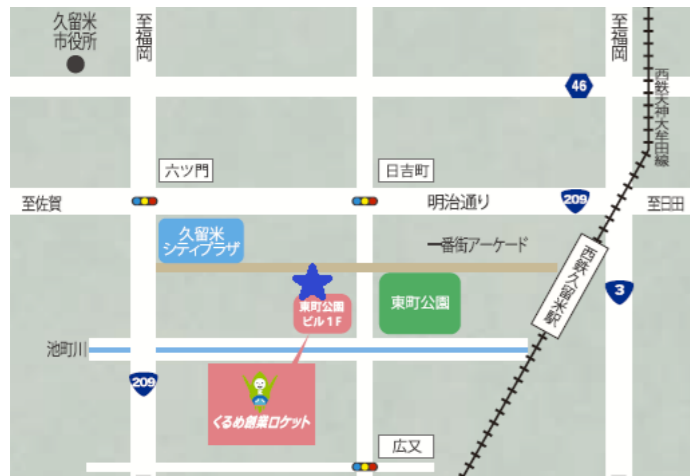 久留米
市役所
至福岡
至福岡
46
西鉄天神大牟田線
六ツ門
日吉町
至佐賀
明治通り
209
至日田
久留米
シティプラザ
一番街アーケード
西鉄久留米駅
3
東町公園
ビル1F
東町公園
池町川
209
くるめ創業ロケット
広又